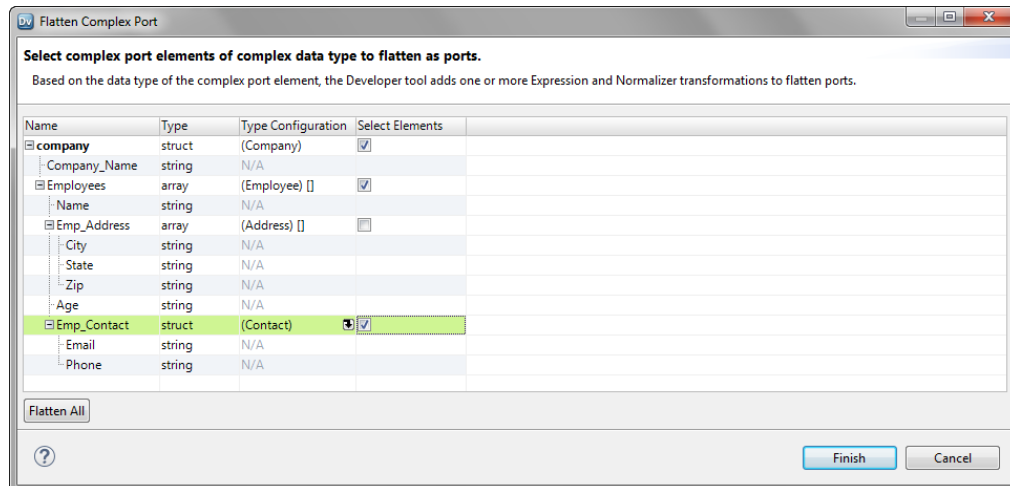 Dv Flatten Complex Port
Select complex port elements of complex data type to flatten as ports.
Based on the data type of the complex port element, the Developer tool adds one or more Expression and Normalizer transformations to flatten ports.
Name Type Type Configuration Select Elements
company struct (Company)
Company_Name string N/A
Employees array (Employee) []
Name string N/A
Emp_Address array (Address) []
City string N/A
State string N/A
Zip string N/A
Age string N/A
Emp_Contact struct (Contact)
Email string N/A
Phone string N/A
Flatten All
? Finish Cancel